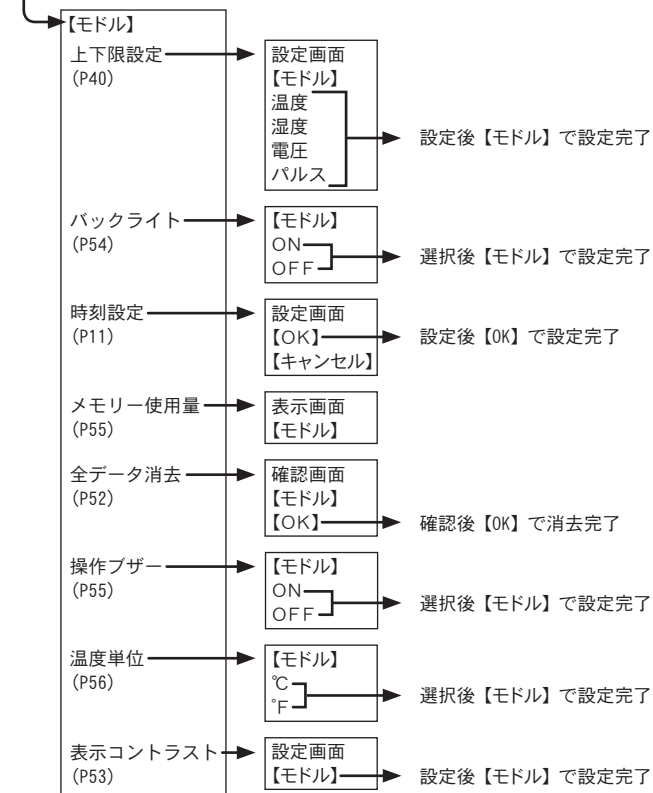 【モドル】
上下限設定
(P40)
設定画面
【モドル】
温度
湿度
電圧
パルス
設定後【モドル】で設定完了
バックライト
(P54)
【モドル】
ON
OFF
選択後【モドル】で設定完了
時刻設定
(P11)
設定画面
【OK】
【キャンセル】
設定後【OK】で設定完了
メモリー使用量
(P55)
表示画面
【モドル】
全データ消去
(P52)
確認画面
【モドル】
【OK】
確認後【OK】で消去完了
操作ブザー
(P55)
【モドル】
ON
OFF
選択後【モドル】で設定完了
温度単位
(P56)
【モドル】
℃
°F
選択後【モドル】で設定完了
表示コントラスト
(P53)
設定画面
【モドル】
設定後【モドル】で設定完了